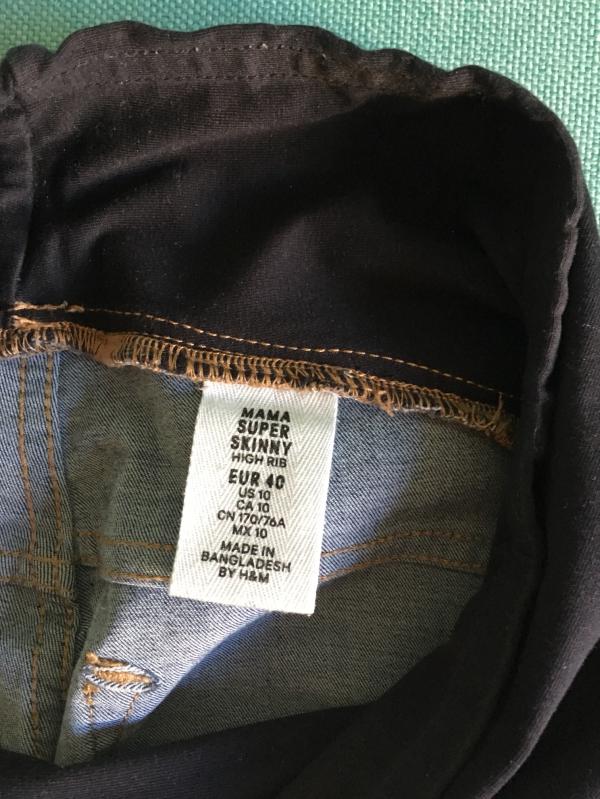 MAMA
SUPER
SKINNY
HIGH RIB
EUR 40
US 10
CA 10
CN 170/76A
MX 10
MADE IN
BANGLADESH
BY H&M